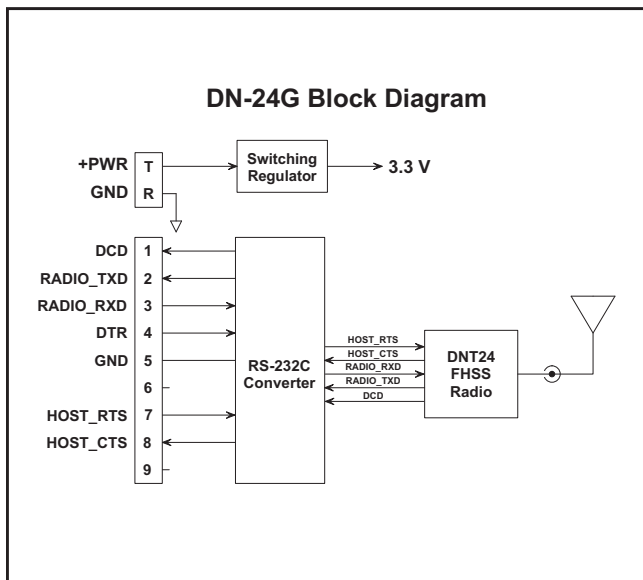 DN-24G Block Diagram
+PWR T
GND R
Switching
Regulator
3.3 V
DCD 1
RADIO_TXD 2
RADIO_RXD 3
DTR 4
GND 5
6
HOST_RTS 7
HOST_CTS 8
9
RS-232C
Converter
HOST_RTS
HOST_CTS
RADIO_RXD
RADIO_TXD
DCD
DNT24
FHSS
Radio